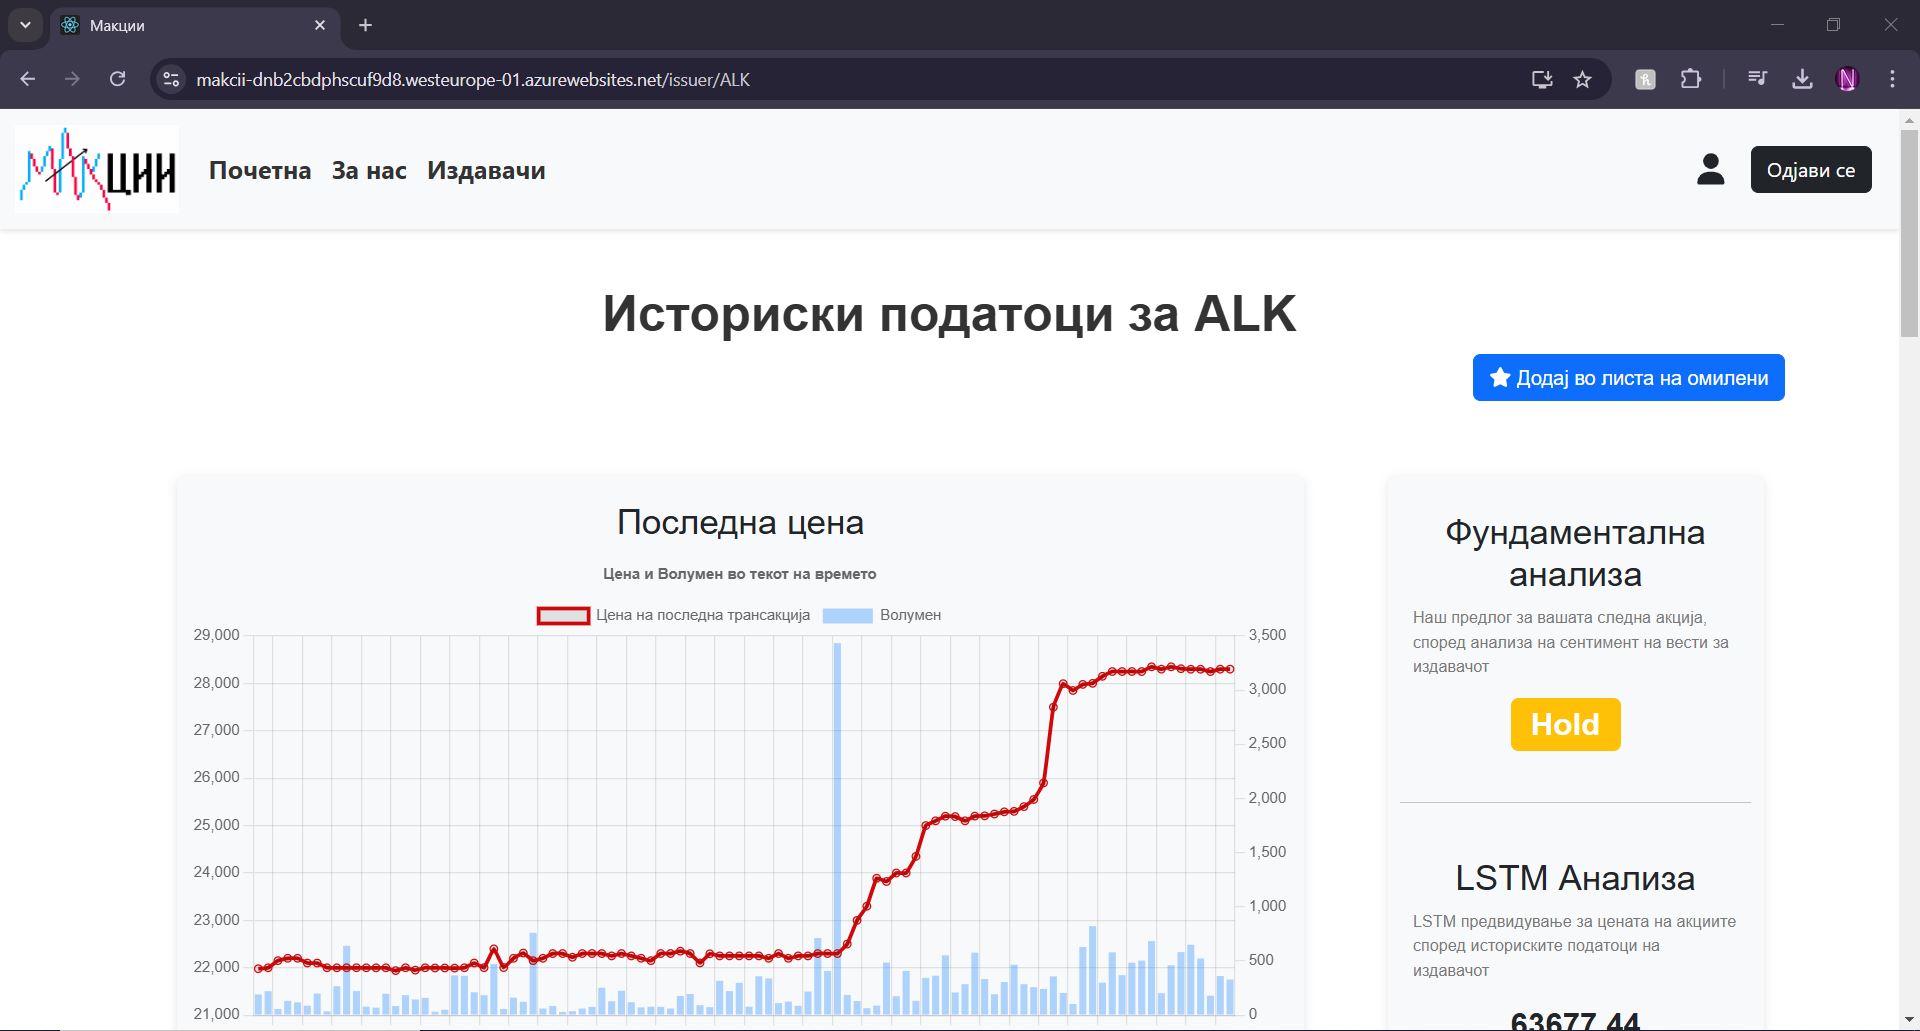 Макции
makcii-dnb2cbdphscuf9d8.westeurope-01.azurewebsites.net/issuer/ALK
МАКЦИИ
Почетна За нас Издавачи
Одјави се
Историски податоци за ALK
Додај во листа на омилени
Последна цена
Цена и Волумен во текот на времето
Цена на последна трансакција Волумен
29,000
28,000
27,000
26,000
25,000
24,000
23,000
22,000
21,000
3,500
3,000
2,500
2,000
1,500
1,000
500
0
Фундаментална
анализа
Наш предлог за вашата следна акција,
според анализа на сентимент на вести за
издавачот
Hold
LSTM Анализа
LSTM предвидување за цената на акциите
според историските податоци на
издавачот
63677.44